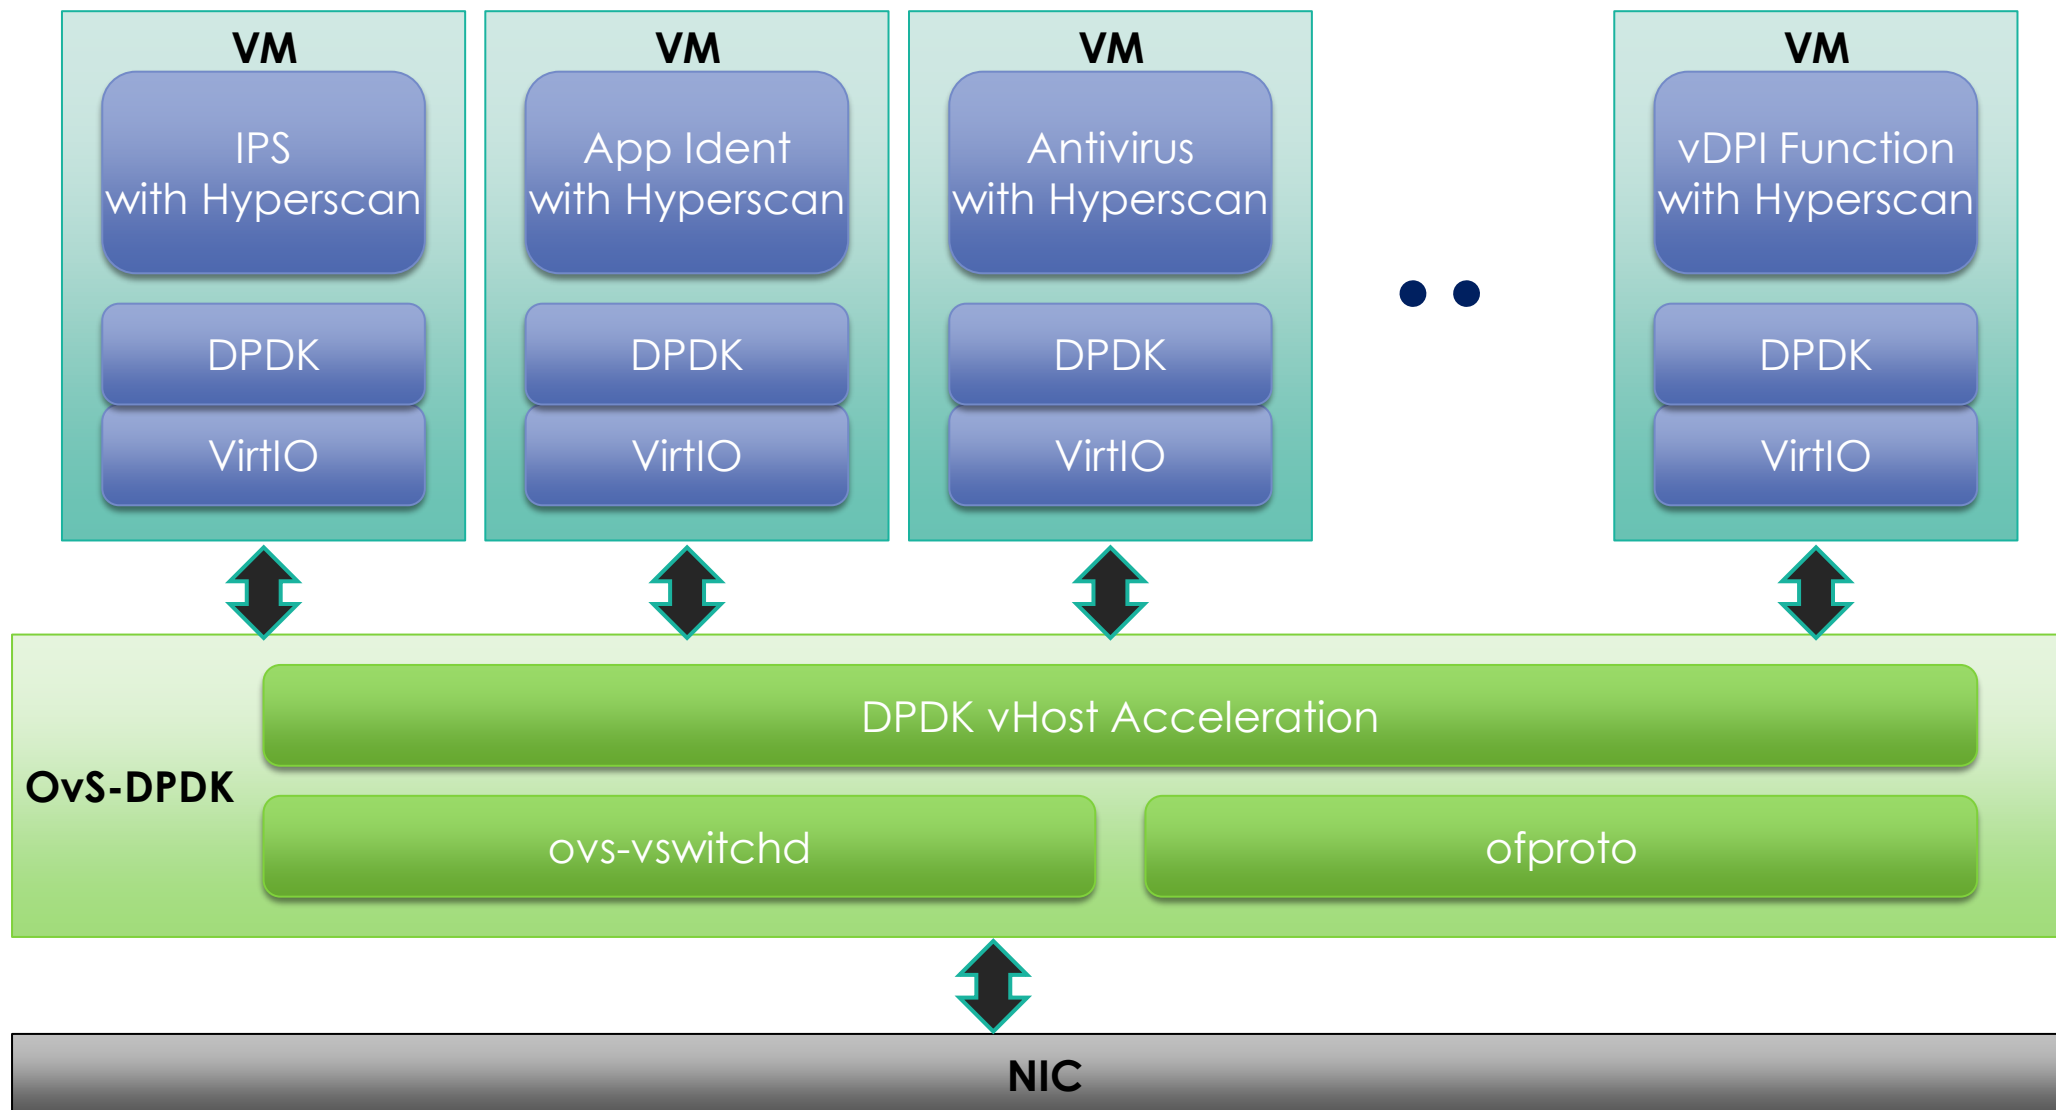 VM
IPS
with Hyperscan
DPDK
VirtIO
VM
App Ident
with Hyperscan
DPDK
VirtIO
VM
Antivirus
with Hyperscan
DPDK
VirtIO
VM
vDPI Function
with Hyperscan
DPDK
VirtIO
OvS-DPDK
DPDK vHost Acceleration
ovs-vswitchd
ofproto
NIC